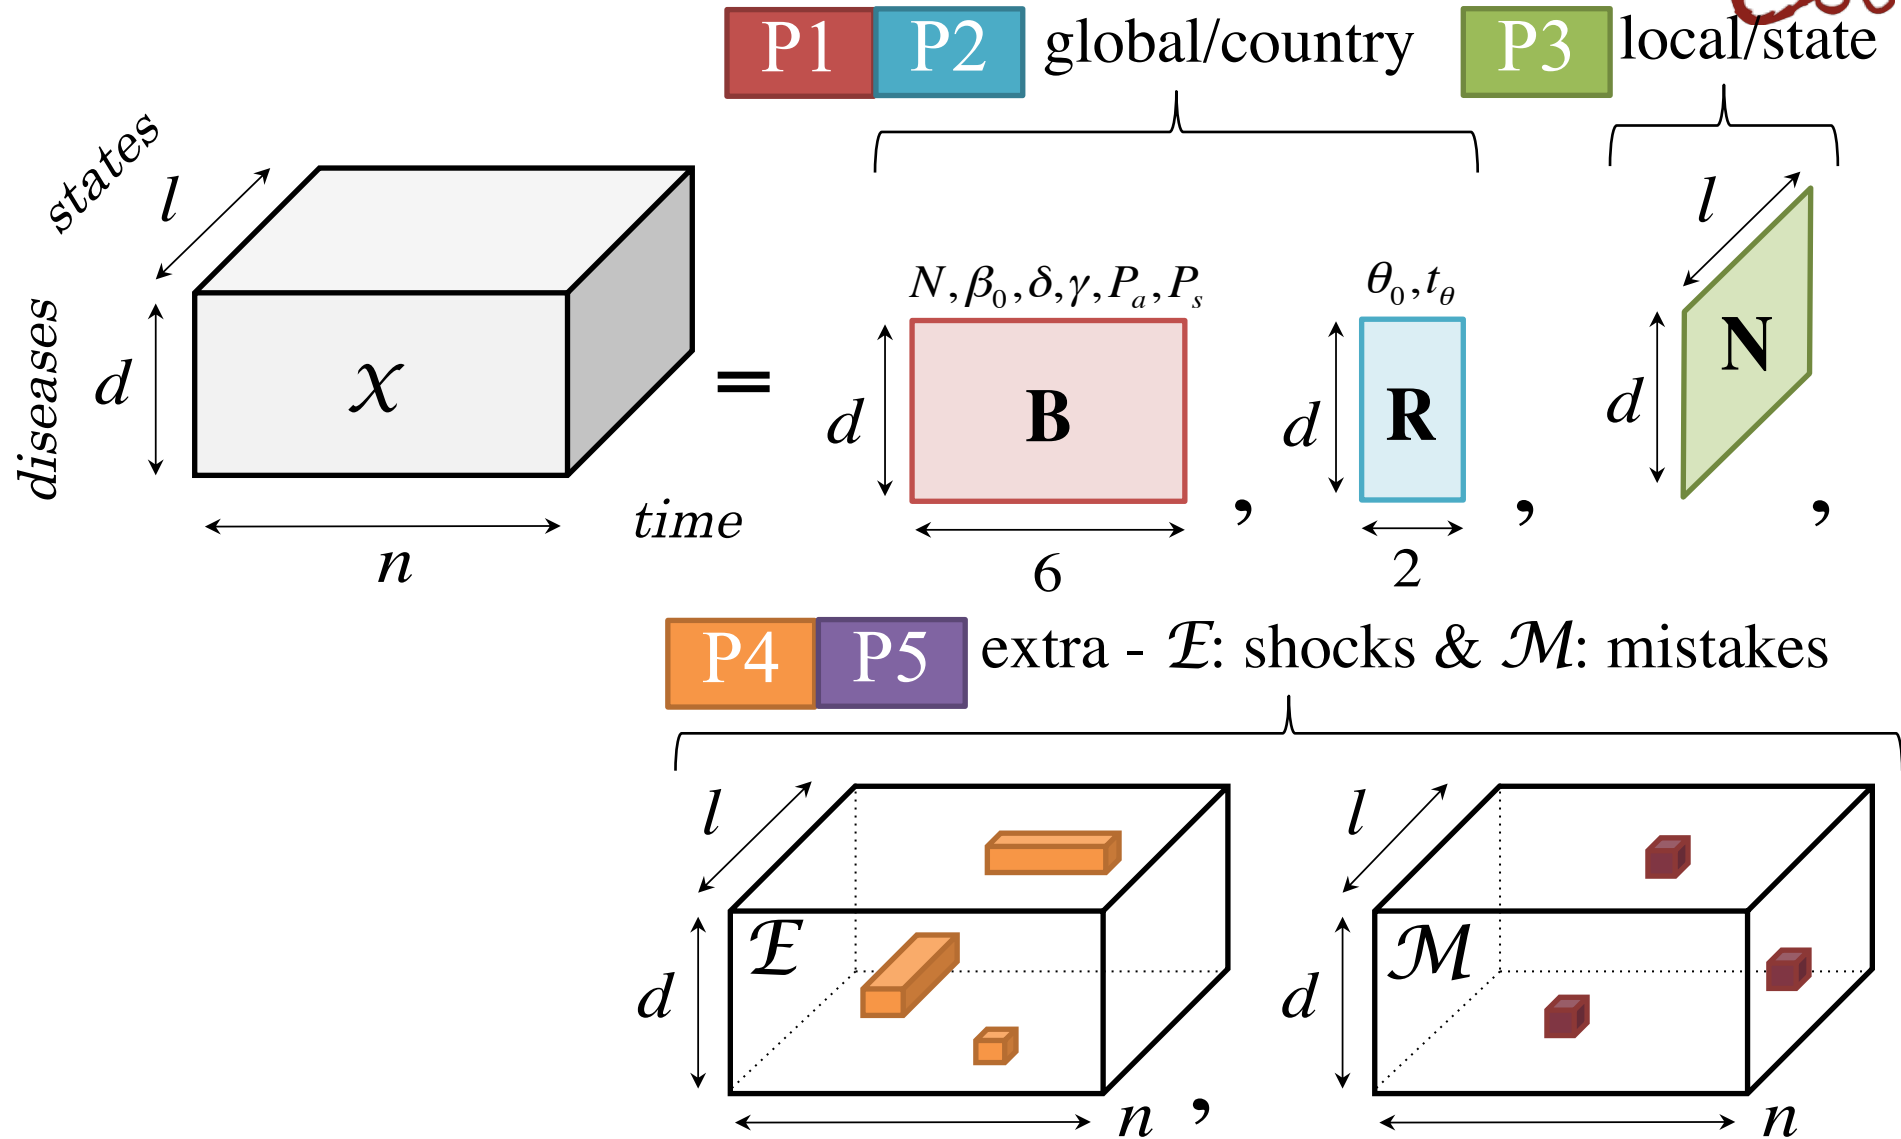 P1 P2 global/country P3 local/state
states
l
l
N, β₀, δ, γ, Pₐ, Pₛ
θ₀, t_θ
diseases
d
𝒳
=
d
B
,
d
R
,
d
N
,
time
n
6
2
P4 P5 extra - ℰ: shocks & ℳ: mistakes
l
l
ℰ
ℳ
d
d
n ,
n